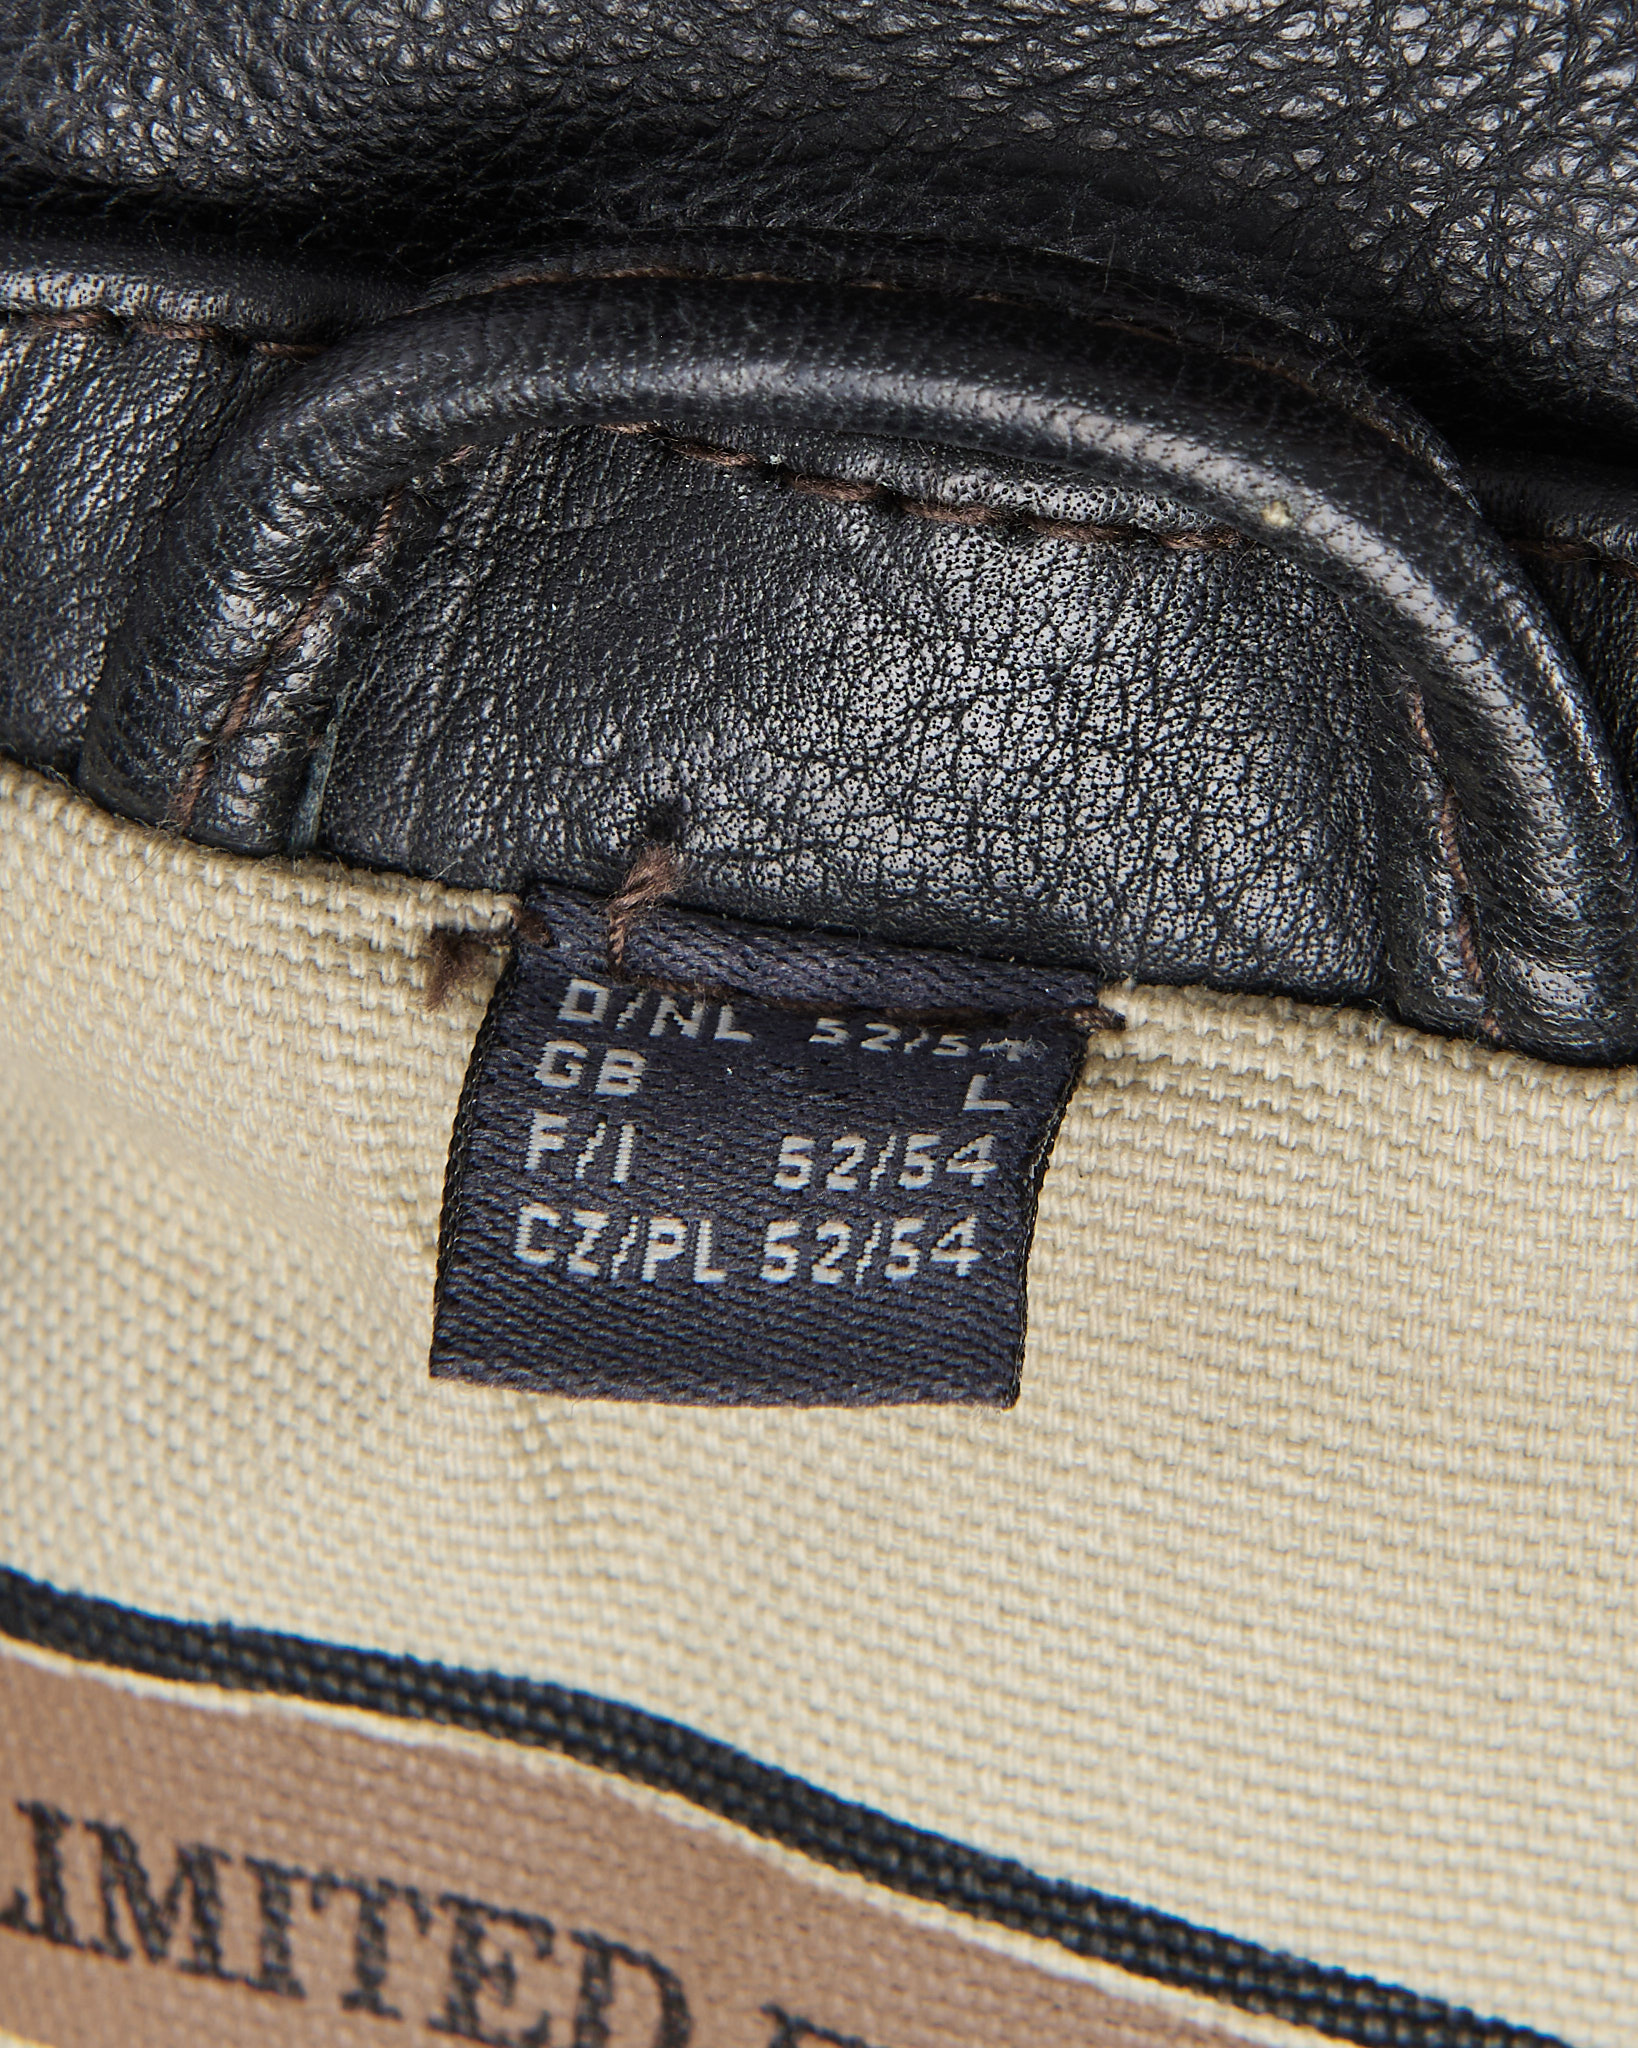 D/NL 52/54
GB L
F/I 52/54
CZ/PL 52/54
LIMITED